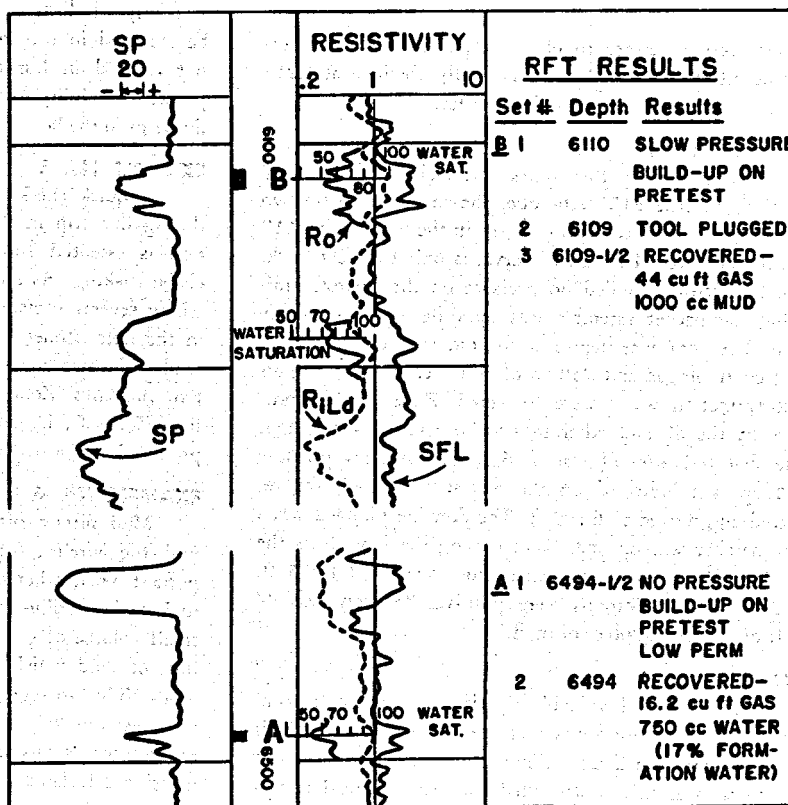 SP
20
- +
RESISTIVITY
.2 1 10
RFT RESULTS
Set # Depth Results
B 1 6110 SLOW PRESSURE
BUILD-UP ON
PRETEST
2 6109 TOOL PLUGGED
3 6109-1/2 RECOVERED-
44 cu ft GAS
1000 cc MUD
6100
50 100 WATER
SAT.
B
80
Ro
50 70 100
WATER
SATURATION
RILd
SP
SFL
A 1 6494-1/2 NO PRESSURE
BUILD-UP ON
PRETEST
LOW PERM
2 6494 RECOVERED-
16.2 cu ft GAS
750 cc WATER
(17% FORM-
ATION WATER)
50 70 100 WATER
SAT.
A
6500